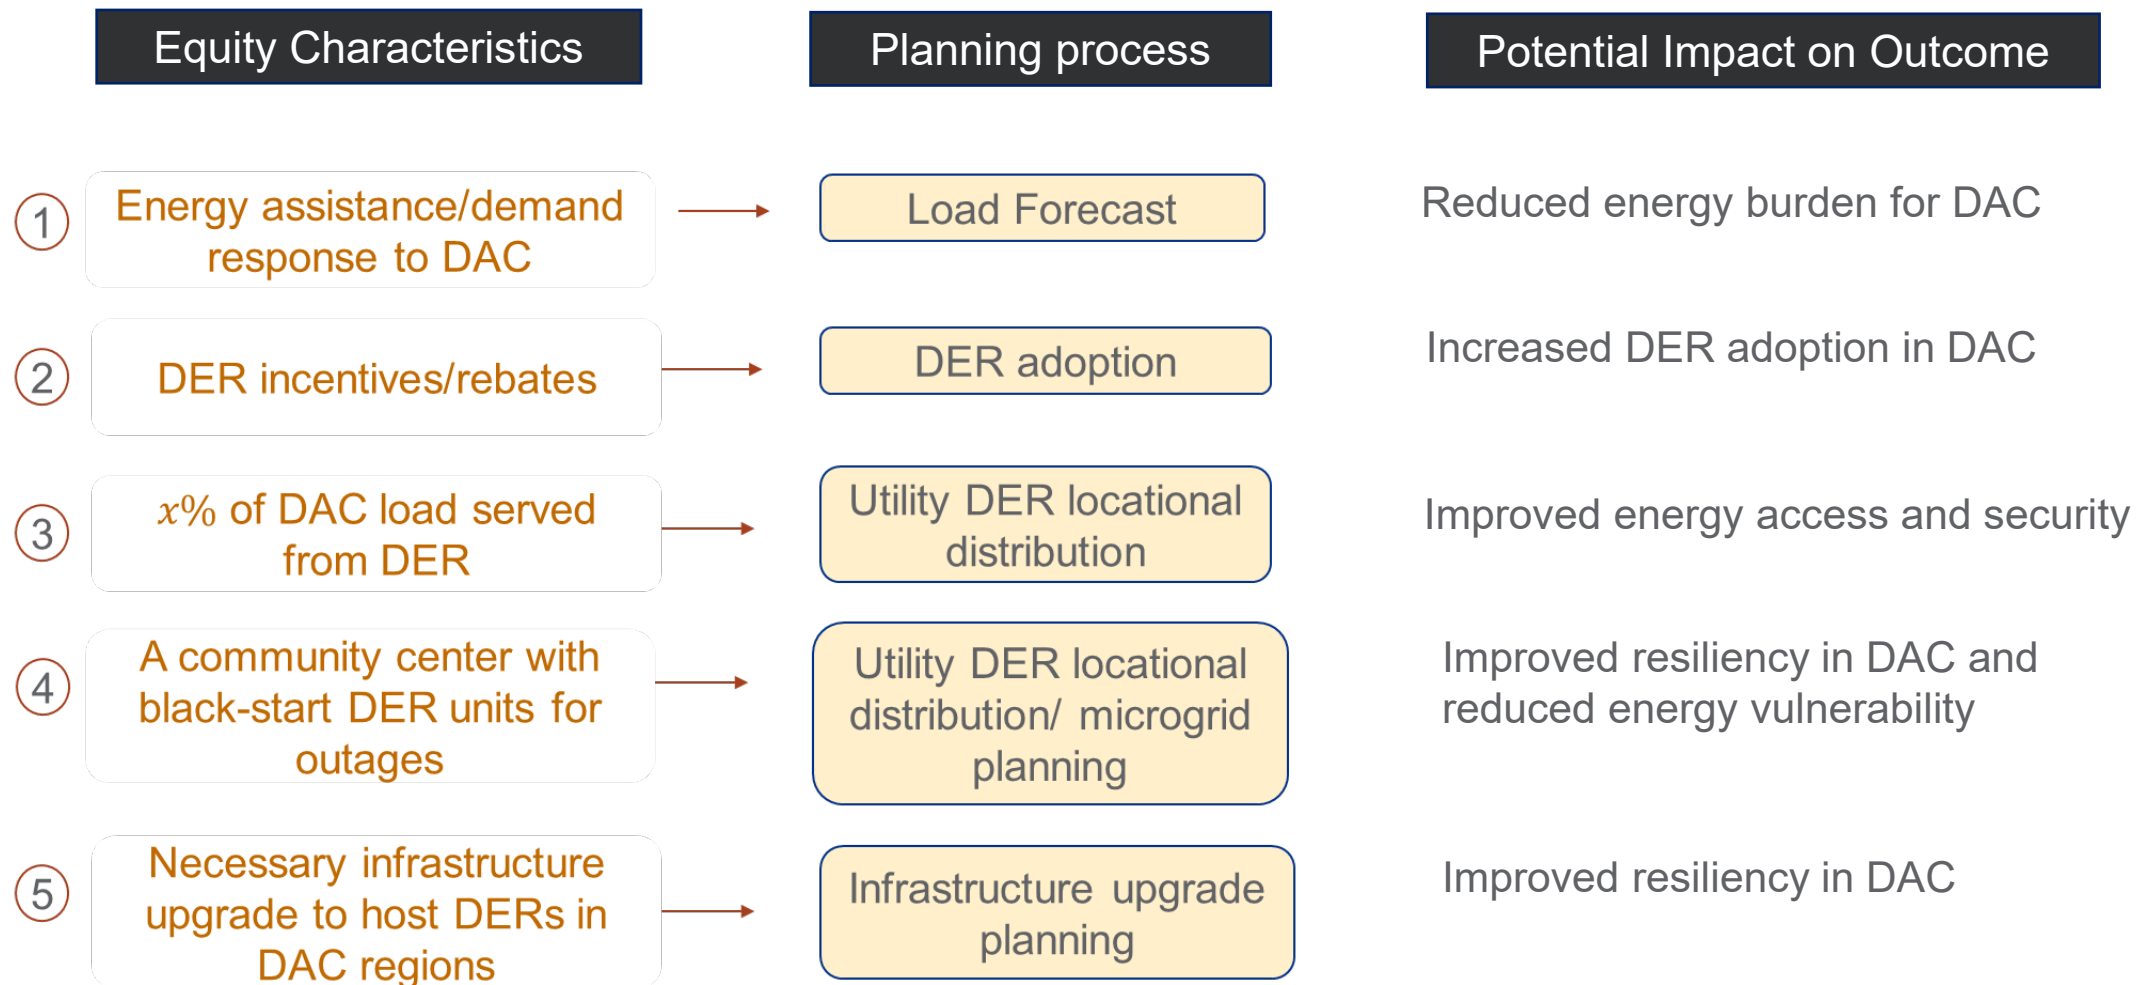 Equity Characteristics
Planning process
Potential Impact on Outcome
1
Energy assistance/demand
response to DAC
Load Forecast
Reduced energy burden for DAC
2
DER incentives/rebates
DER adoption
Increased DER adoption in DAC
3
x% of DAC load served
from DER
Utility DER locational
distribution
Improved energy access and security
4
A community center with
black-start DER units for
outages
Utility DER locational
distribution/ microgrid
planning
Improved resiliency in DAC and
reduced energy vulnerability
5
Necessary infrastructure
upgrade to host DERs in
DAC regions
Infrastructure upgrade
planning
Improved resiliency in DAC